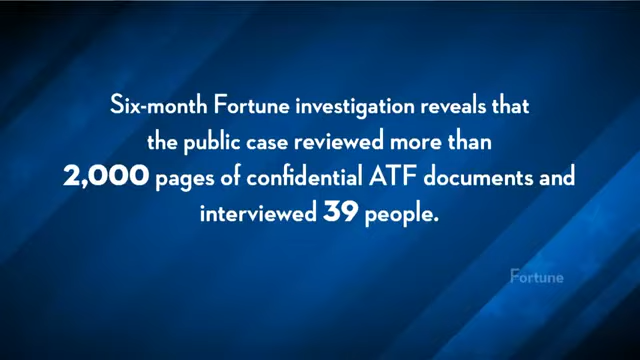 Six-month Fortune investigation reveals that
the public case reviewed more than
2,000 pages of confidential ATF documents and
interviewed 39 people.
Fortune